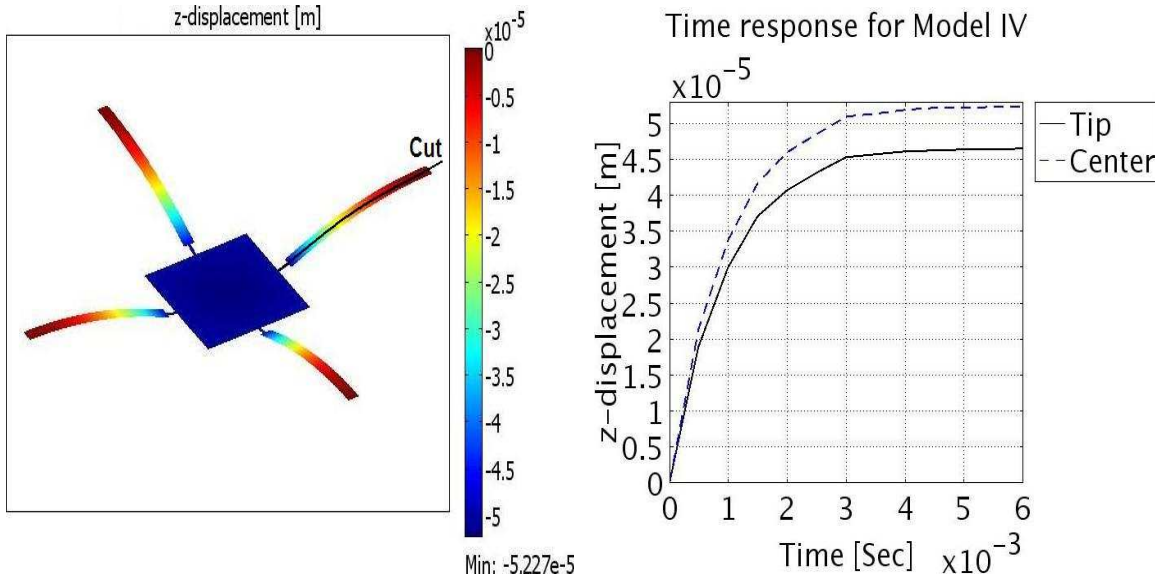 z-displacement [m]
x10^-5
Cut
0
-0.5
-1
-1.5
-2
-2.5
-3
-3.5
-4
-4.5
-5
Min: -5.227e-5
Time response for Model IV
x10^-5
z-displacement [m]
5
4.5
4
3.5
3
2.5
2
1.5
1
0.5
0
0 1 2 3 4 5 6
Time [Sec] x10^-3
Tip
Center